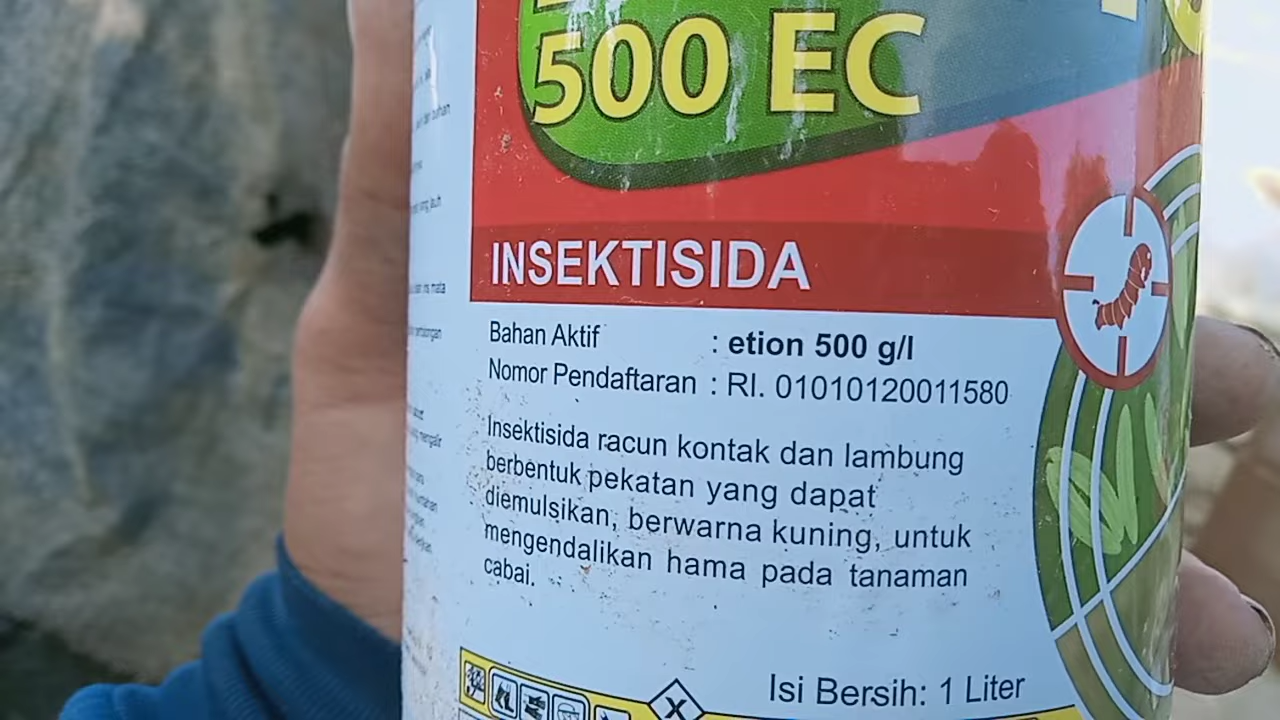 500 EC
INSEKTISIDA
Bahan Aktif : etion 500 g/l
Nomor Pendaftaran : RI. 01010120011580
Insektisida racun kontak dan lambung
berbentuk pekatan yang dapat
diemulsikan, berwarna kuning, untuk
mengendalikan hama pada tanaman
cabai.
Isi Bersih: 1 Liter
X